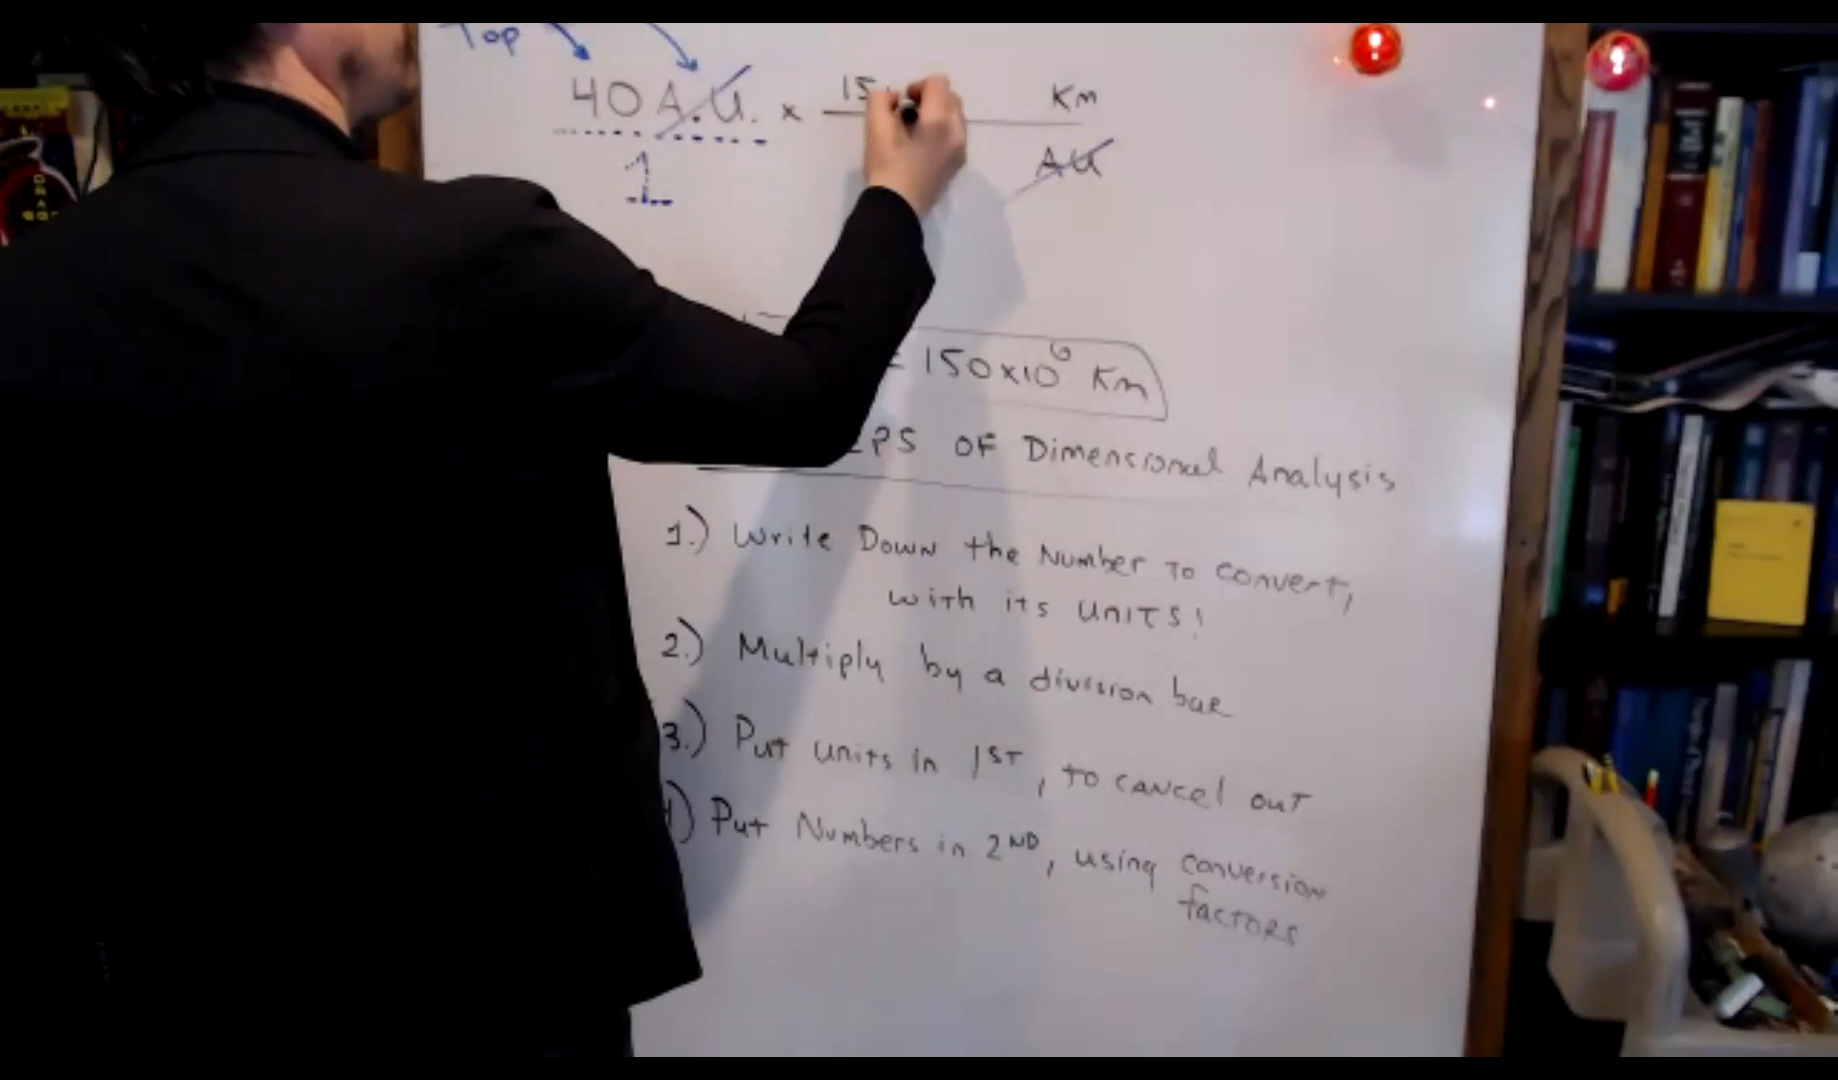 Top
40 A.U. x 15 Km
1 AU
= 150x10⁶ Km
OF Dimensional Analysis
1.) Write Down the Number to convert,
with its units!
2.) Multiply by a division bar
3.) Put units in 1ST, to cancel out
) Put Numbers in 2ND, using conversion
factors